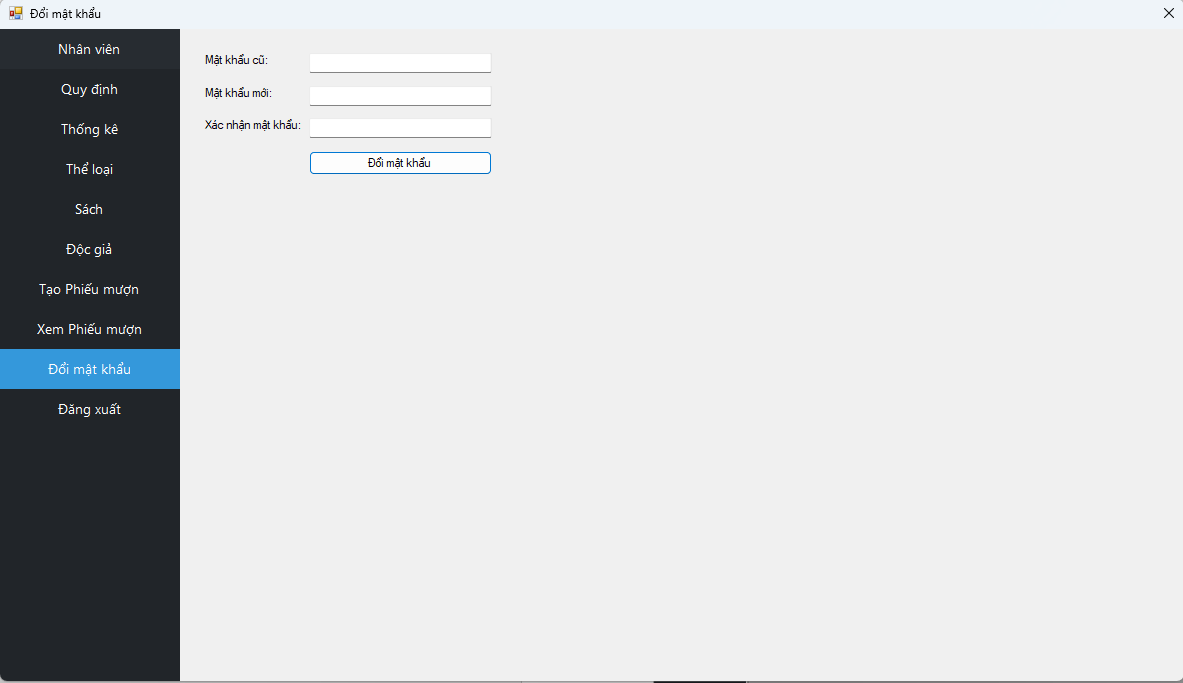 Đổi mật khẩu
Nhân viên
Quy định
Thống kê
Thể loại
Sách
Độc giả
Tạo Phiếu mượn
Xem Phiếu mượn
Đổi mật khẩu
Đăng xuất
Mật khẩu cũ:
Mật khẩu mới:
Xác nhận mật khẩu:
Đổi mật khẩu